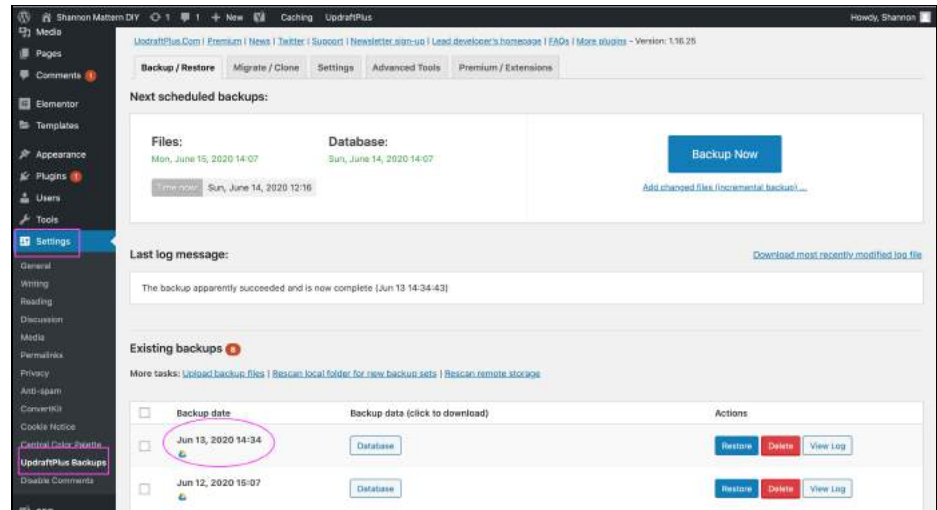 Shannon Mattern DIY 1 1 + New Caching UpdraftPlus Howdy, Shannon
Media
Pages
Comments 1
Elementor
Templates
Appearance
Plugins 1
Users
Tools
Settings
General
Writing
Reading
Discussion
Media
Permalinks
Privacy
Anti-spam
ConvertKit
Cookie Notice
Central Color Palette
UpdraftPlus Backups
Disable Comments
UpdraftPlus.Com | Premium | News | Twitter | Support | Newsletter sign-up | Lead developer's homepage | FAQs | More plugins - Version: 1.16.25
Backup / Restore Migrate / Clone Settings Advanced Tools Premium / Extensions
Next scheduled backups:
Files: Database:
Mon, June 15, 2020 14:07 Sun, June 14, 2020 14:07
Time now: Sun, June 14, 2020 12:16
Backup Now
Add changed files (incremental backup) ...
Last log message: Download most recently modified log file
The backup apparently succeeded and is now complete (Jun 13 14:34:43)
Existing backups
More tasks: Upload backup files | Rescan local folder for new backup sets | Rescan remote storage
Backup date Backup data (click to download) Actions
Jun 13, 2020 14:34 Database Restore Delete View Log
Jun 12, 2020 15:07 Database Restore Delete View Log